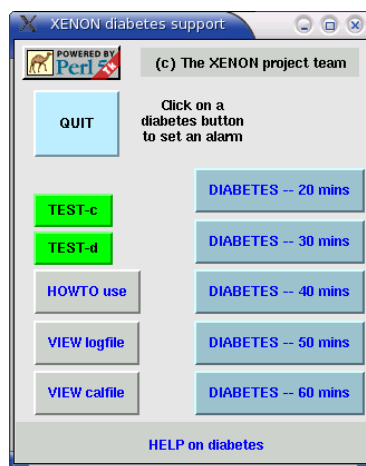 XENON diabetes support
POWERED BY
Perl 5
(c) The XENON project team
QUIT
Click on a
diabetes button
to set an alarm
DIABETES -- 20 mins
TEST-c
DIABETES -- 30 mins
TEST-d
HOWTO use
DIABETES -- 40 mins
VIEW logfile
DIABETES -- 50 mins
VIEW calfile
DIABETES -- 60 mins
HELP on diabetes